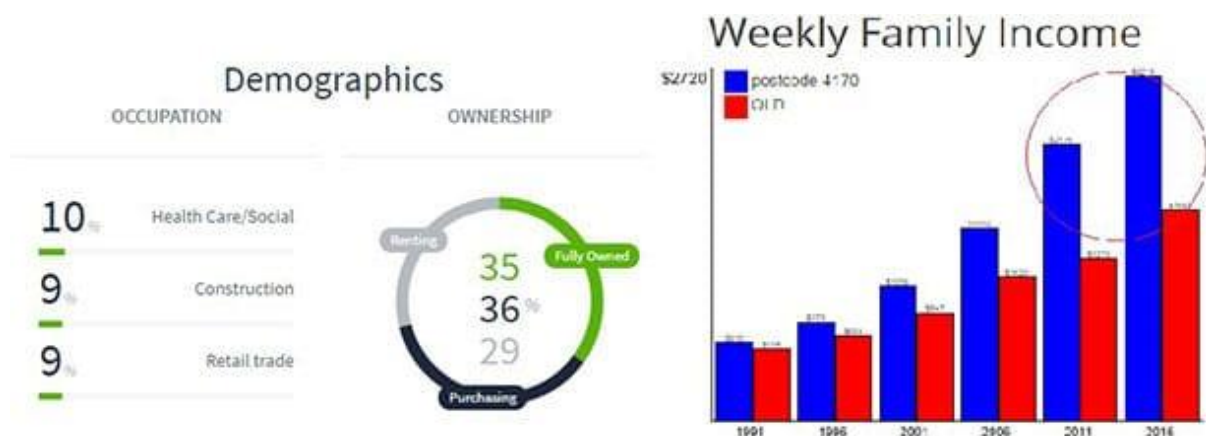 Demographics
OCCUPATION
10 %
Health Care/Social
9 %
Construction
9 %
Retail trade
OWNERSHIP
Renting
Fully Owned
35
36 %
29
Purchasing
Weekly Family Income
$2720
postcode 4170
QLD
1991
1996
2001
2006
2011
2016